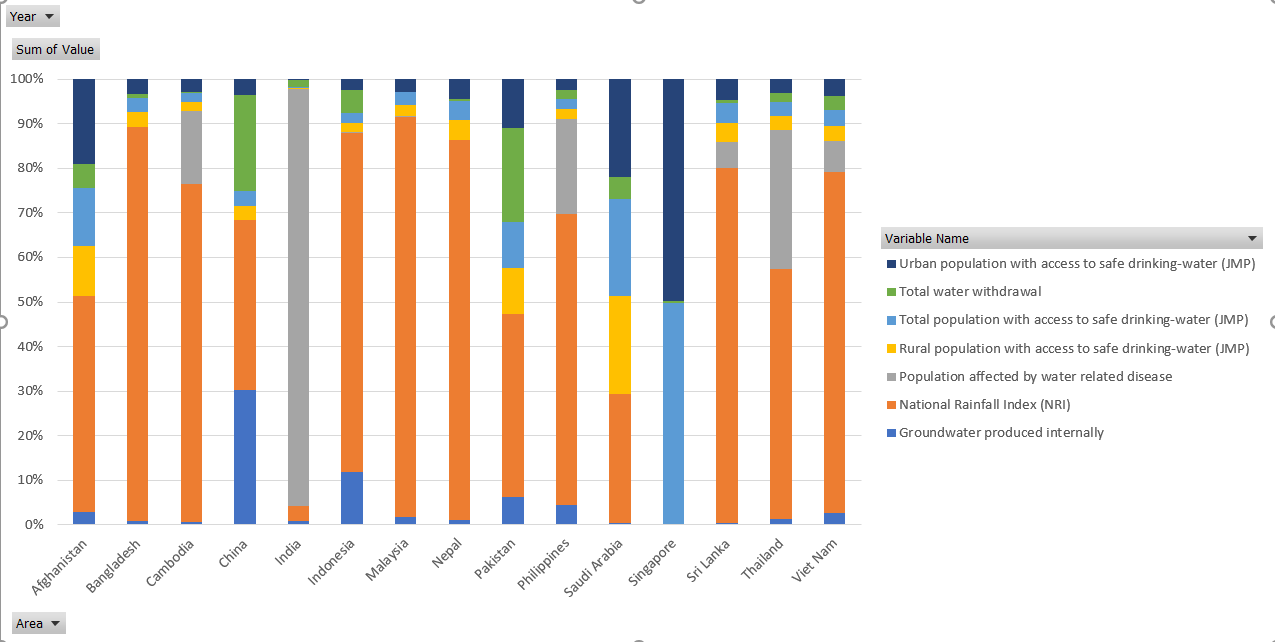 Year
Sum of Value
100%
90%
80%
70%
60%
50%
40%
30%
20%
10%
0%
Afghanistan
Bangladesh
Cambodia
China
India
Indonesia
Malaysia
Nepal
Pakistan
Philippines
Saudi Arabia
Singapore
Sri Lanka
Thailand
Viet Nam
Variable Name
Urban population with access to safe drinking-water (JMP)
Total water withdrawal
Total population with access to safe drinking-water (JMP)
Rural population with access to safe drinking-water (JMP)
Population affected by water related disease
National Rainfall Index (NRI)
Groundwater produced internally
Area